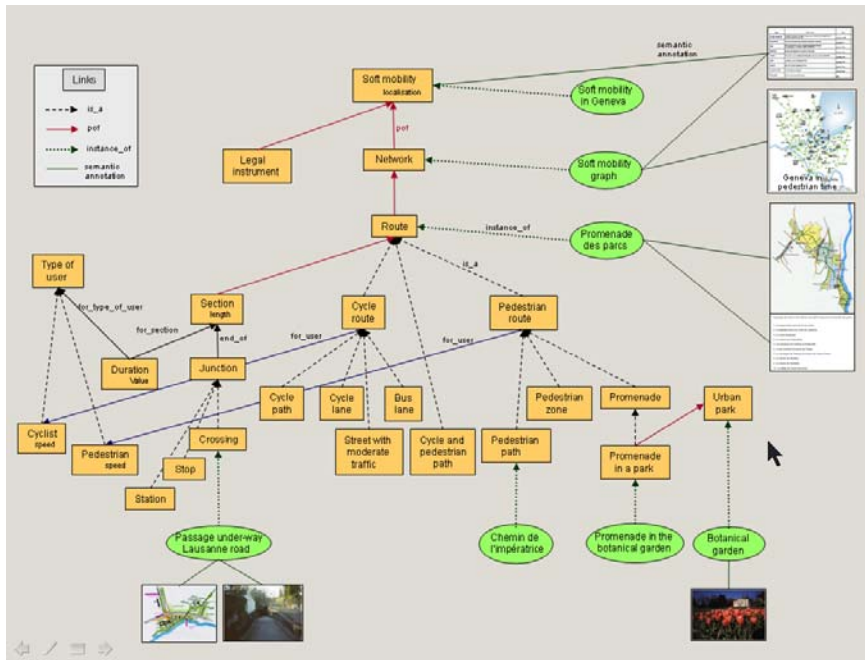 semantic
annotation
Links
is_a
pof
instance_of
semantic
annotation
Soft mobility
localisation
Soft mobility
in Geneva
pof
Legal
instrument
Network
Soft mobility
graph
Geneva in
pedestrian time
Route
instance_of
Promenade
des parcs
is_a
Type of
user
for_type_of_user
Section
length
Cycle
route
Pedestrian
route
for_section
end_of
for_user
for_user
Duration
Value
Junction
Cycle
path
Cycle
lane
Bus
lane
Pedestrian
zone
Promenade
Urban
park
Cyclist
speed
Pedestrian
speed
Crossing
Stop
Station
Street with
moderate
traffic
Cycle and
pedestrian
path
Pedestrian
path
Promenade
in a park
Passage under-way
Lausanne road
Chemin de
l'impératrice
Promenade in the
botanical garden
Botanical
garden